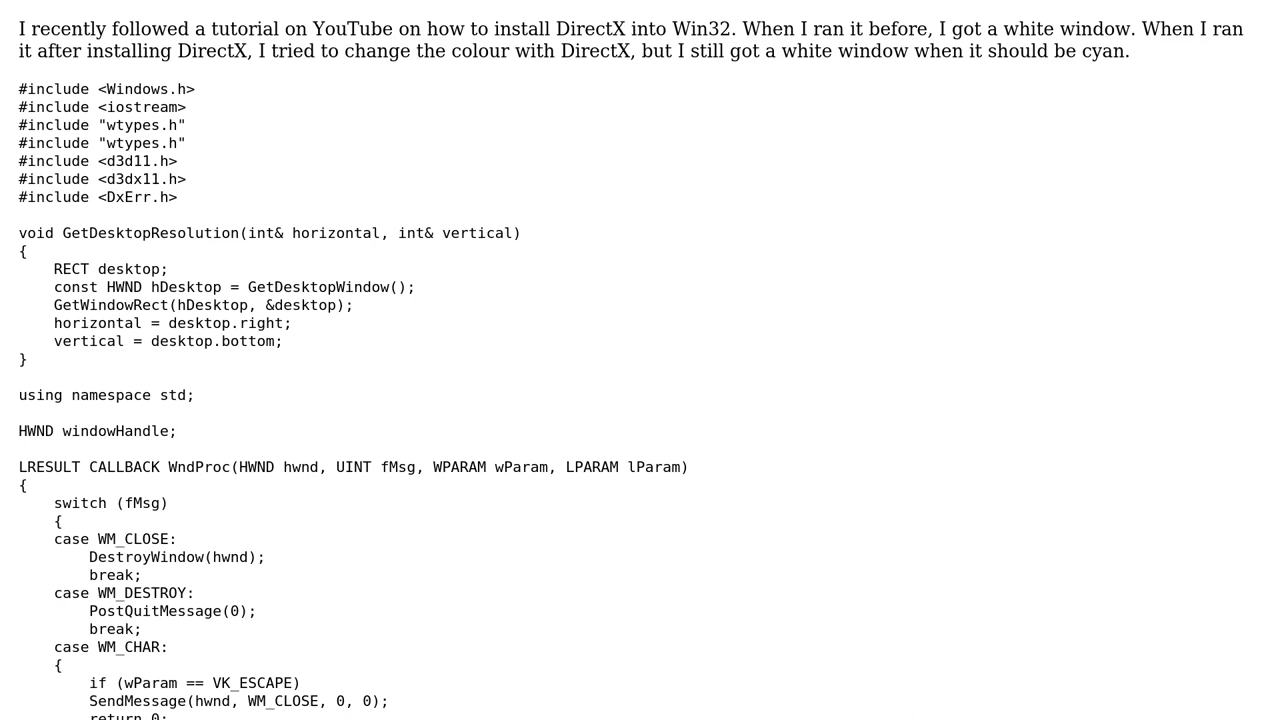 I recently followed a tutorial on YouTube on how to install DirectX into Win32. When I ran it before, I got a white window. When I ran
it after installing DirectX, I tried to change the colour with DirectX, but I still got a white window when it should be cyan.
#include <Windows.h>
#include <iostream>
#include "wtypes.h"
#include "wtypes.h"
#include <d3d11.h>
#include <d3dx11.h>
#include <DxErr.h>
void GetDesktopResolution(int& horizontal, int& vertical)
{
    RECT desktop;
    const HWND hDesktop = GetDesktopWindow();
    GetWindowRect(hDesktop, &desktop);
    horizontal = desktop.right;
    vertical = desktop.bottom;
}
using namespace std;
HWND windowHandle;
LRESULT CALLBACK WndProc(HWND hwnd, UINT fMsg, WPARAM wParam, LPARAM lParam)
{
    switch (fMsg)
    {
    case WM_CLOSE:
        DestroyWindow(hwnd);
        break;
    case WM_DESTROY:
        PostQuitMessage(0);
        break;
    case WM_CHAR:
    {
        if (wParam == VK_ESCAPE)
        SendMessage(hwnd, WM_CLOSE, 0, 0);
        return 0;